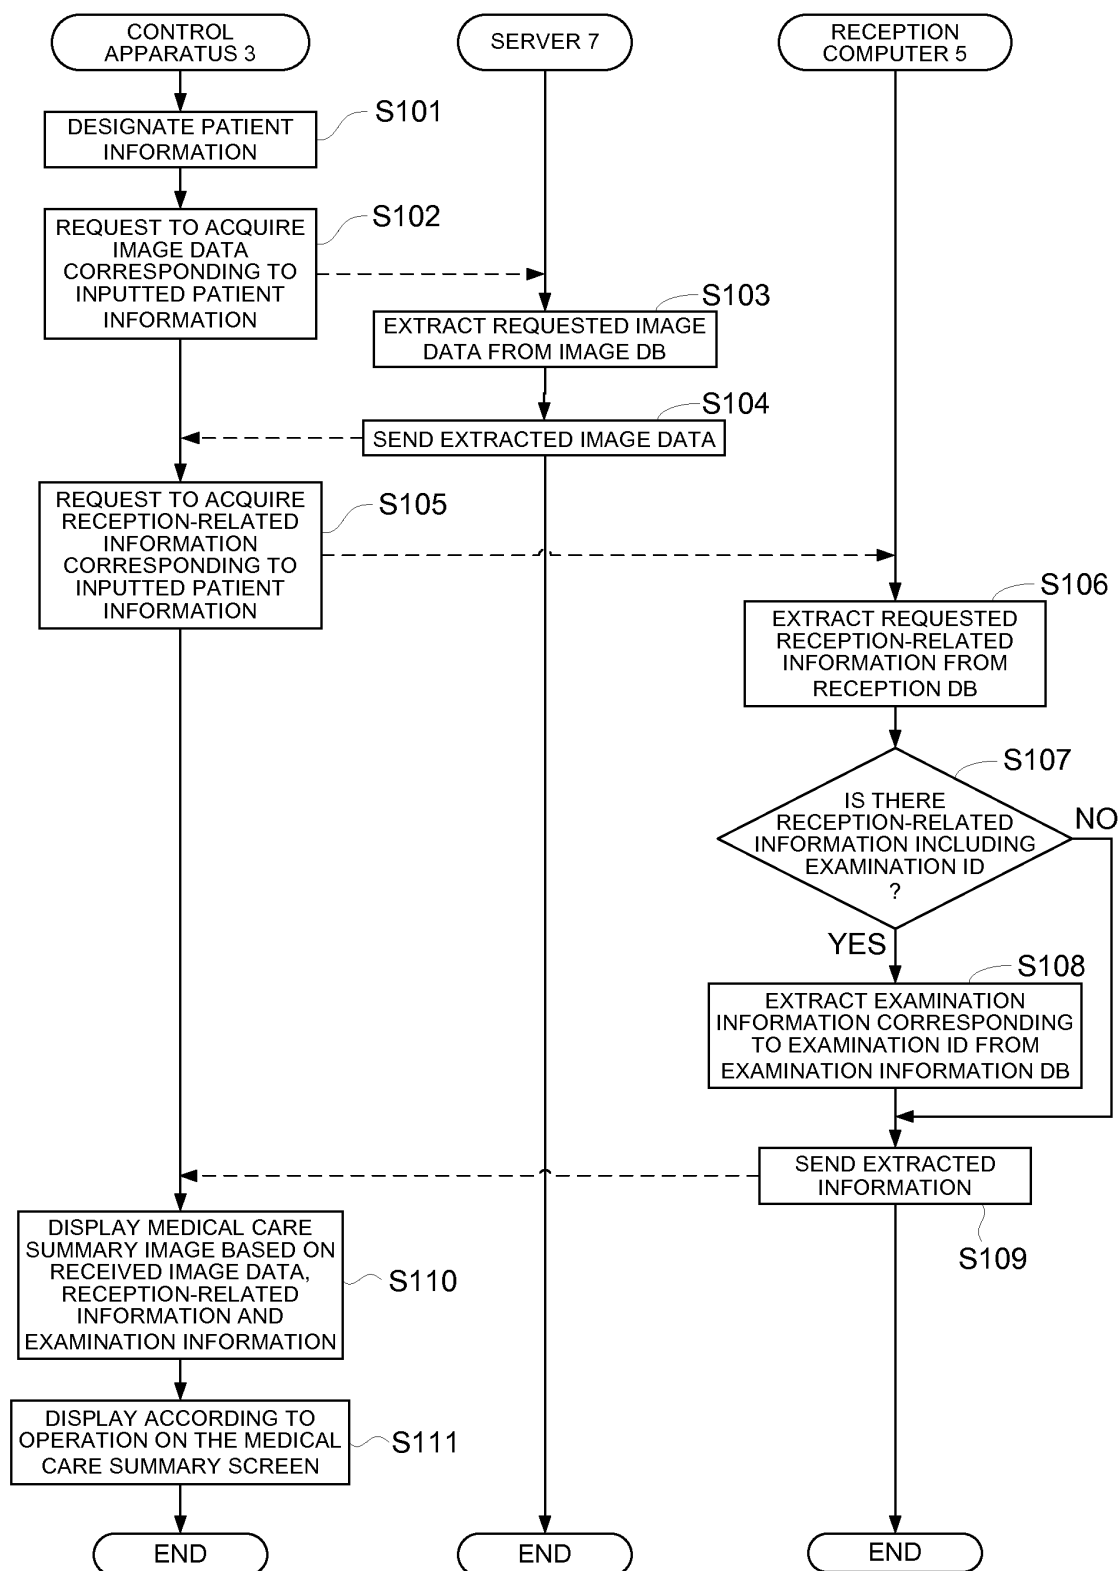 CONTROL
APPARATUS 3
SERVER 7
RECEPTION
COMPUTER 5
S101
DESIGNATE PATIENT
INFORMATION
S102
REQUEST TO ACQUIRE
IMAGE DATA
CORRESPONDING TO
INPUTTED PATIENT
INFORMATION
S103
EXTRACT REQUESTED IMAGE
DATA FROM IMAGE DB
S104
SEND EXTRACTED IMAGE DATA
S105
REQUEST TO ACQUIRE
RECEPTION-RELATED
INFORMATION
CORRESPONDING TO
INPUTTED PATIENT
INFORMATION
S106
EXTRACT REQUESTED
RECEPTION-RELATED
INFORMATION FROM
RECEPTION DB
S107
IS THERE
RECEPTION-RELATED
INFORMATION INCLUDING
EXAMINATION ID
?
NO
YES
S108
EXTRACT EXAMINATION
INFORMATION CORRESPONDING
TO EXAMINATION ID FROM
EXAMINATION INFORMATION DB
SEND EXTRACTED
INFORMATION
S109
DISPLAY MEDICAL CARE
SUMMARY IMAGE BASED ON
RECEIVED IMAGE DATA,
RECEPTION-RELATED
INFORMATION AND
EXAMINATION INFORMATION
S110
DISPLAY ACCORDING TO
OPERATION ON THE MEDICAL
CARE SUMMARY SCREEN
S111
END
END
END